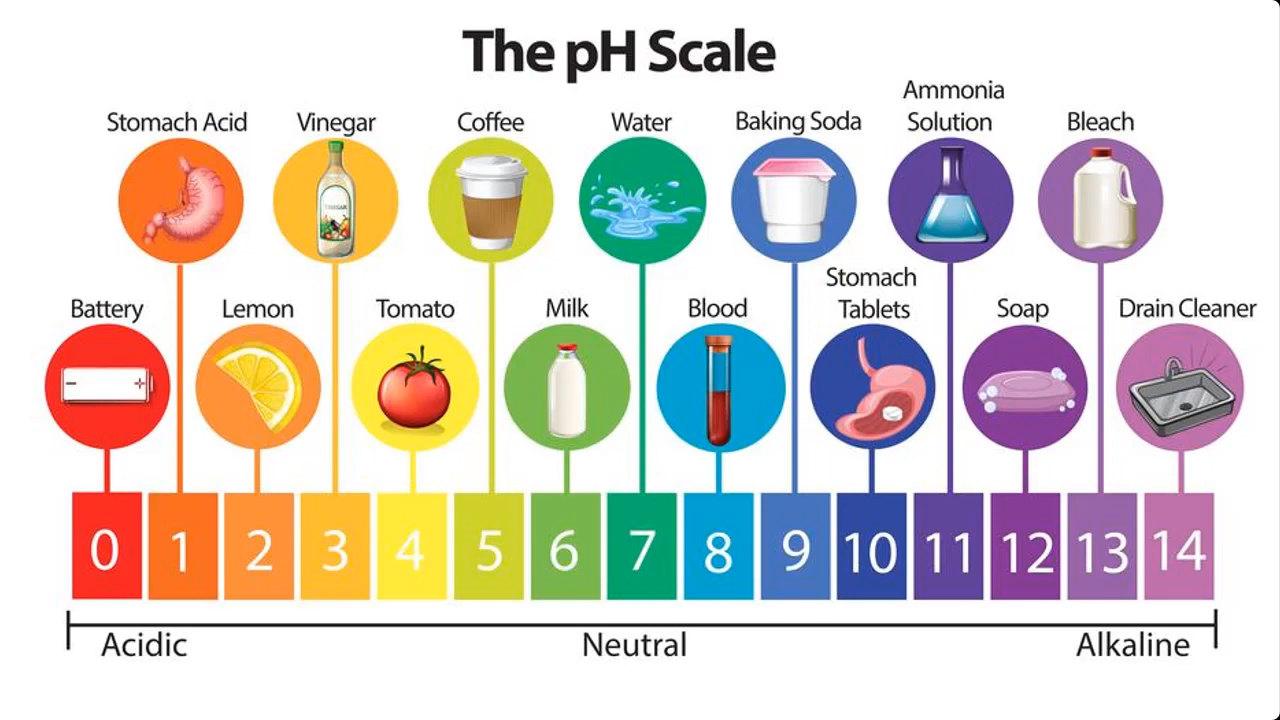 The pH Scale
Stomach Acid
Vinegar
Coffee
Water
Baking Soda
Ammonia
Solution
Bleach
VINEGAR
Battery
Lemon
Tomato
Milk
Blood
Stomach
Tablets
Soap
Drain Cleaner
- +
0 1 2 3 4 5 6 7 8 9 10 11 12 13 14
Acidic Neutral Alkaline